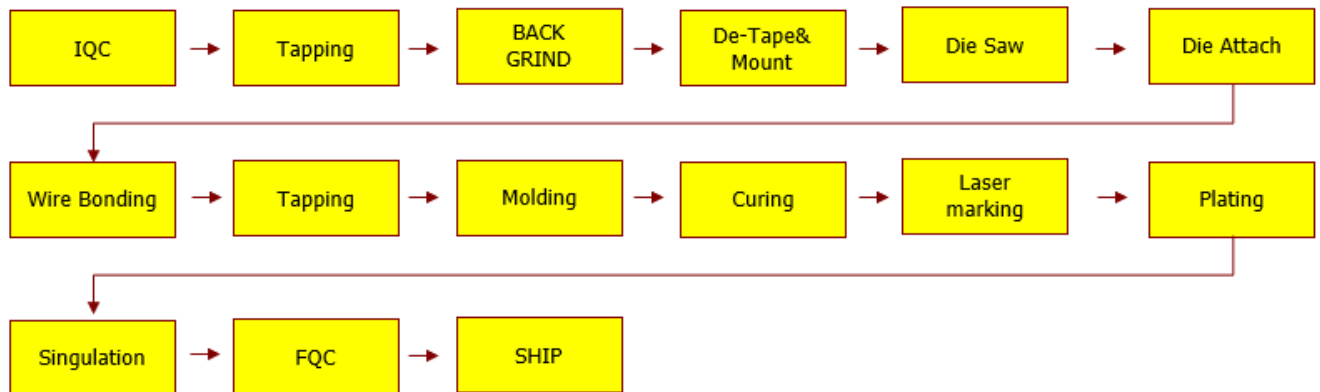 IQC
Tapping
BACK
GRIND
De-Tape&
Mount
Die Saw
Die Attach
Wire Bonding
Tapping
Molding
Curing
Laser
marking
Plating
Singulation
FQC
SHIP